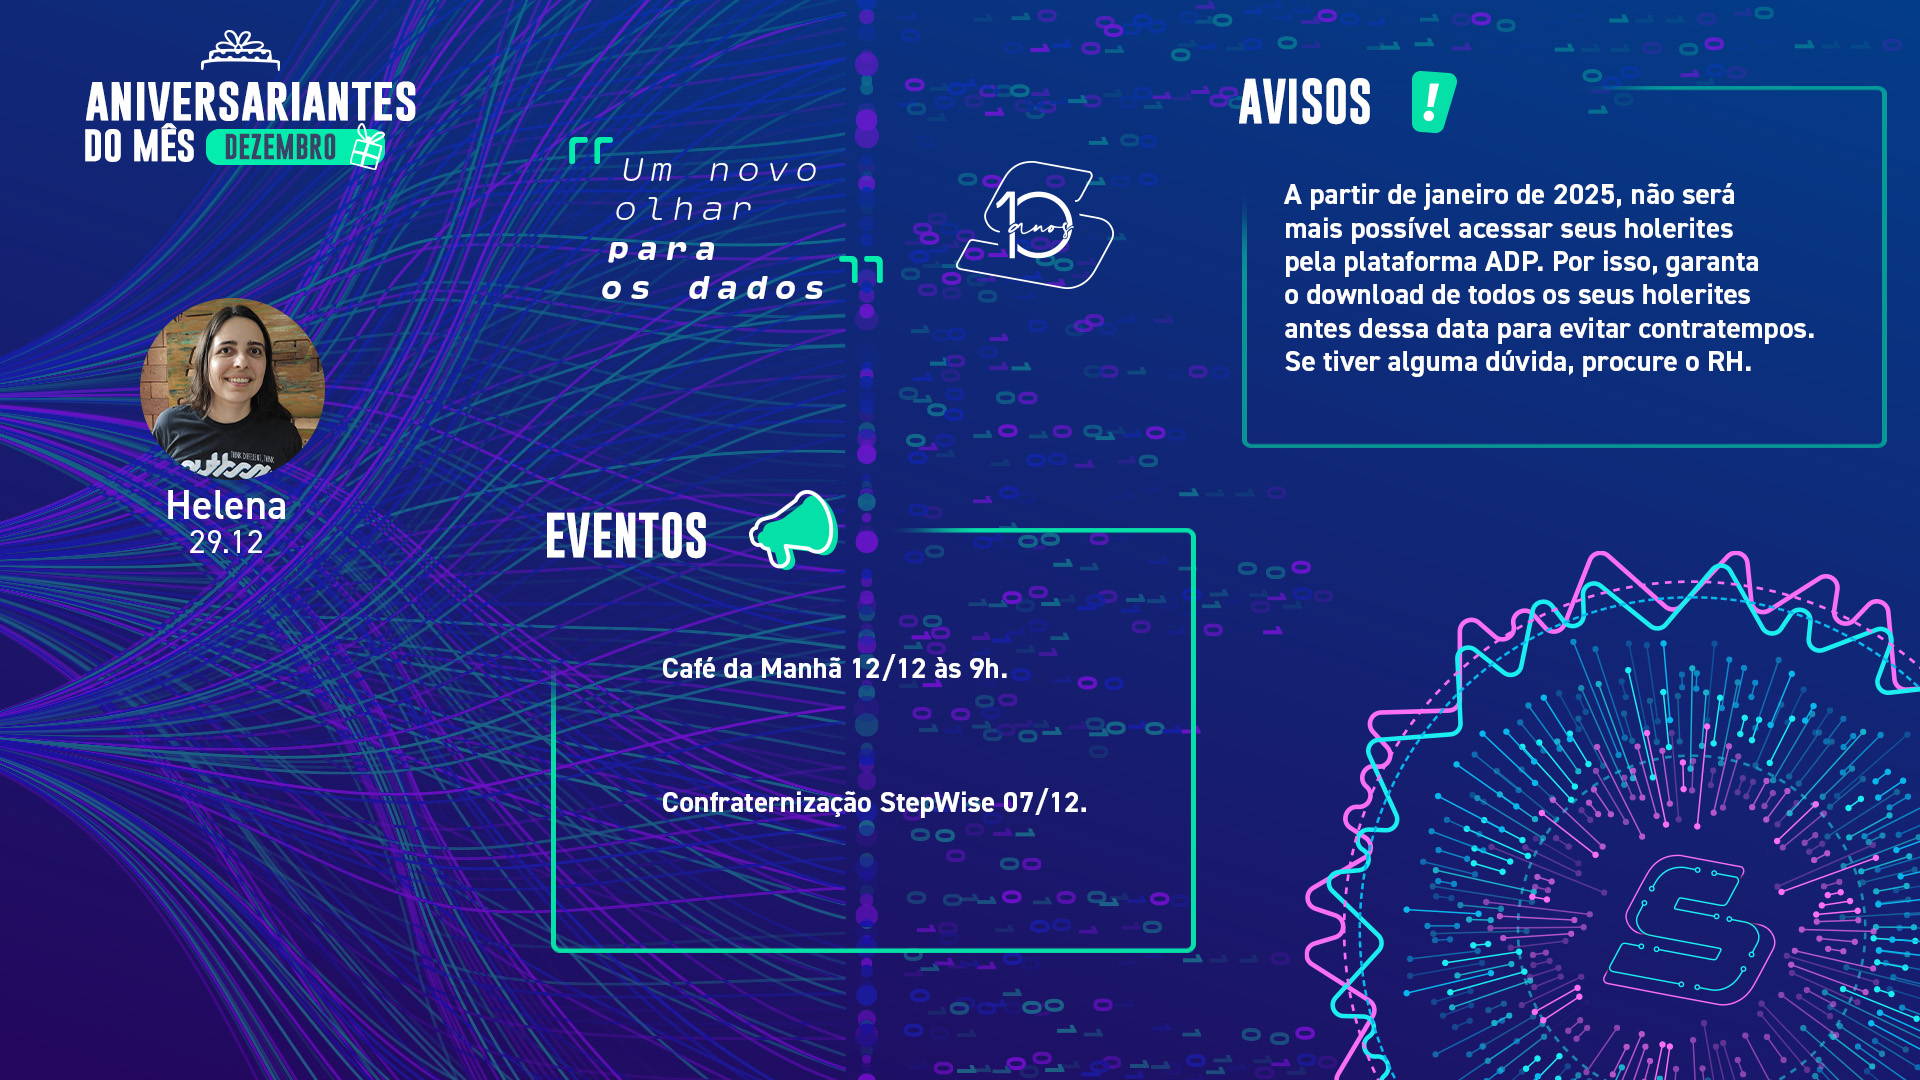 ANIVERSARIANTES
DO MÊS DEZEMBRO
Helena
29.12
Um novo
olhar
para
os dados
10
anos
EVENTOS
Café da Manhã 12/12 às 9h.
Confraternização StepWise 07/12.
AVISOS !
A partir de janeiro de 2025, não será
mais possível acessar seus holerites
pela plataforma ADP. Por isso, garanta
o download de todos os seus holerites
antes dessa data para evitar contratempos.
Se tiver alguma dúvida, procure o RH.